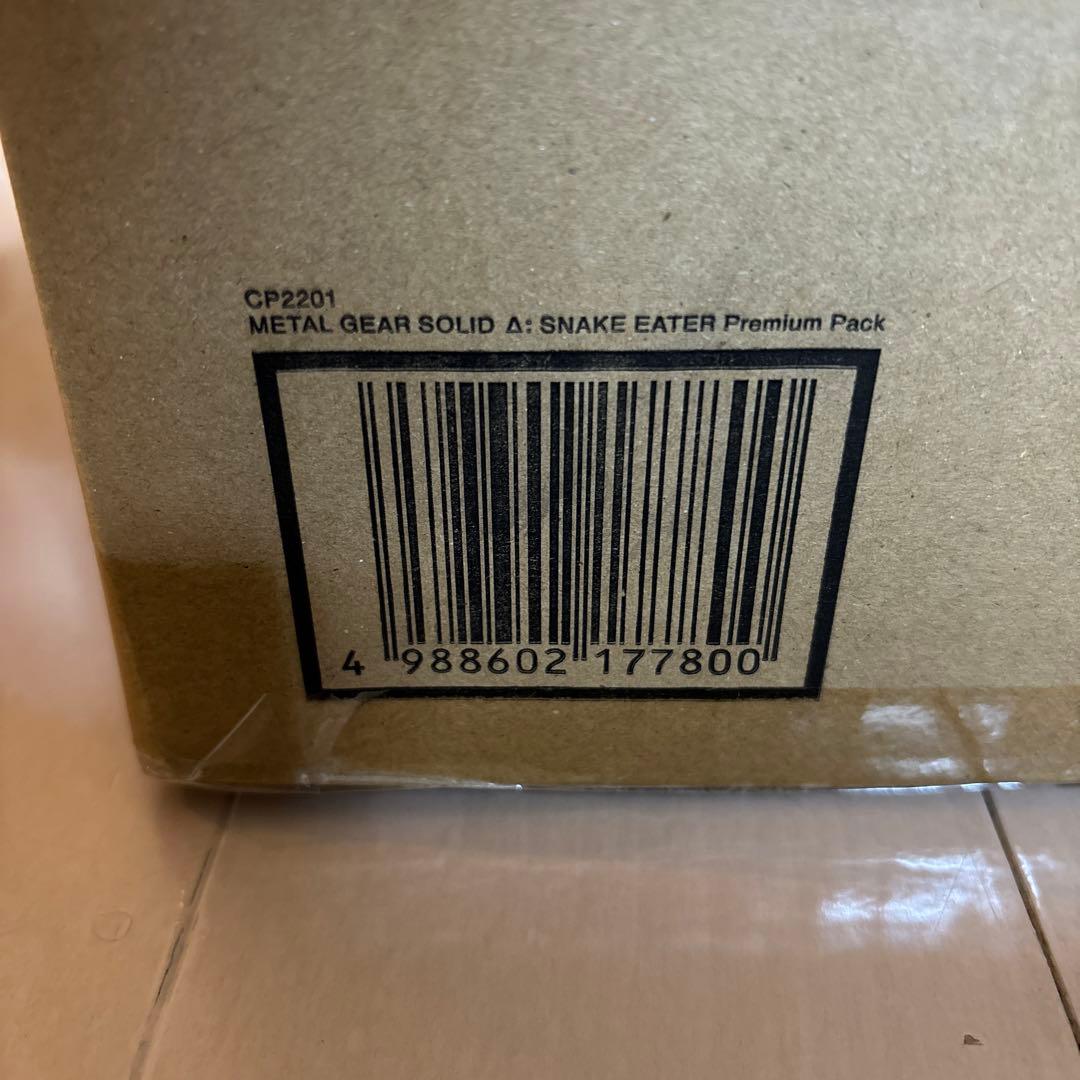 CP2201
METAL GEAR SOLID Δ: SNAKE EATER Premium Pack
4 988602 177800